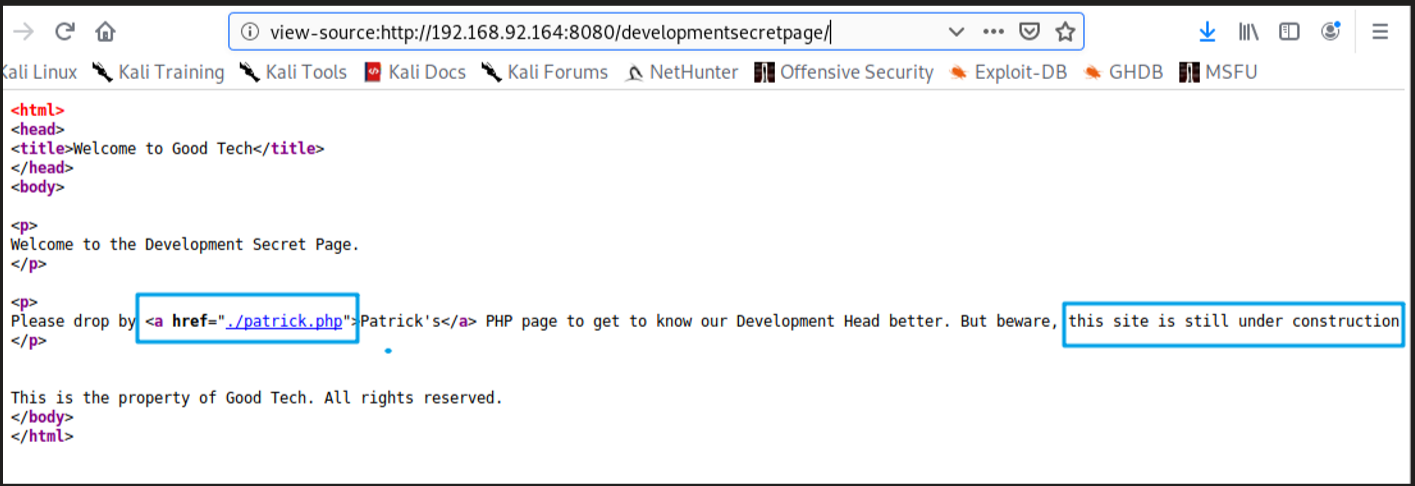 view-source:http://192.168.92.164:8080/developmentsecretpage/
Kali Linux Kali Training Kali Tools Kali Docs Kali Forums NetHunter Offensive Security Exploit-DB GHDB MSFU
<html>
<head>
<title>Welcome to Good Tech</title>
</head>
<body>
<p>
Welcome to the Development Secret Page.
</p>
<p>
Please drop by <a href="./patrick.php">Patrick's</a> PHP page to get to know our Development Head better. But beware, this site is still under construction
</p>
This is the property of Good Tech. All rights reserved.
</body>
</html>